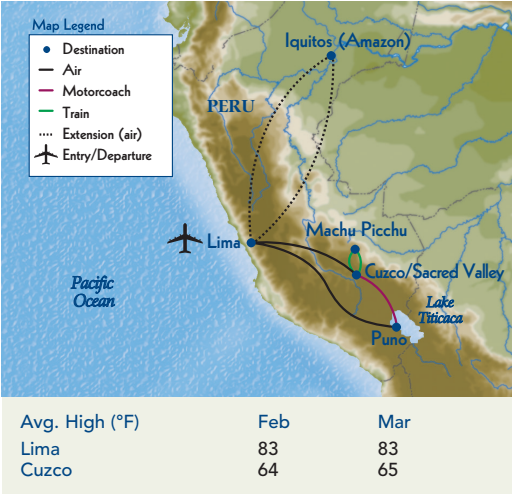 Map Legend
Destination
Air
Motorcoach
Train
Extension (air)
Entry/Departure
Iquitos (Amazon)
PERU
Lima
Machu Picchu
Cuzco/Sacred Valley
Pacific
Ocean
Lake
Titicaca
Puno
Avg. High (°F) Feb Mar
Lima 83 83
Cuzco 64 65